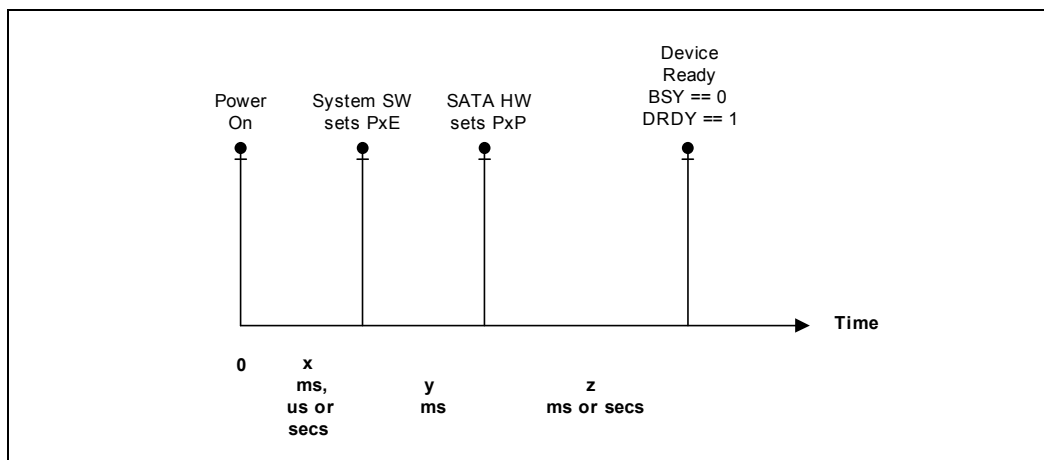 Power
On
System SW
sets PxE
SATA HW
sets PxP
Device
Ready
BSY == 0
DRDY == 1
Time
0
x
ms,
us or
secs
y
ms
z
ms or secs